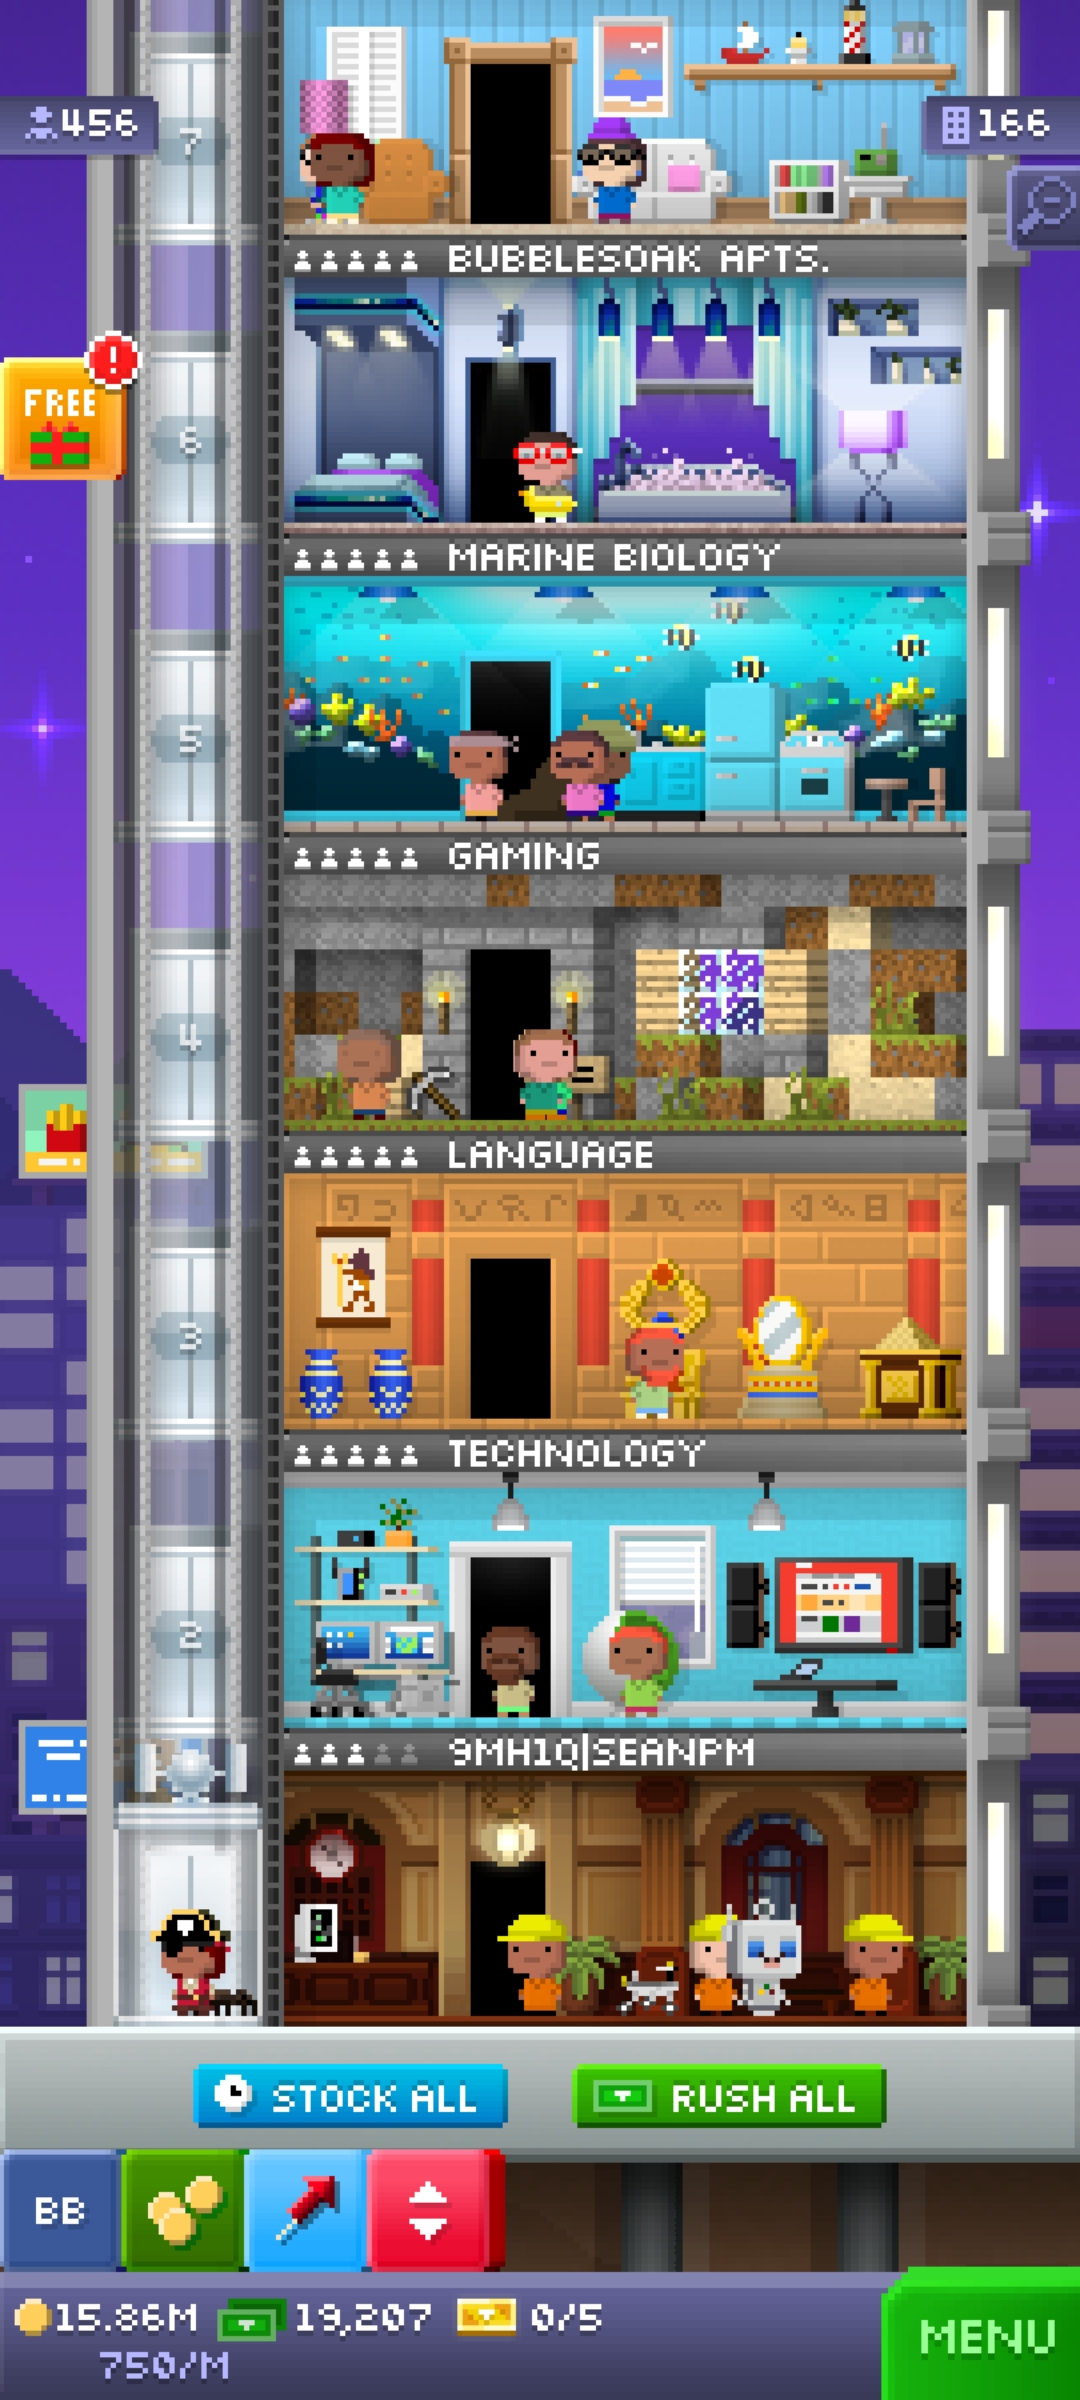 7
456
166
BUBBLESOAK APTS.
FREE
!
6
MARINE BIOLOGY
5
GAMING
4
LANGUAGE
3
TECHNOLOGY
2
9MH1Q|SEANPM
STOCK ALL
RUSH ALL
BB
15.86M 19,207 0/5
750/M
MENU